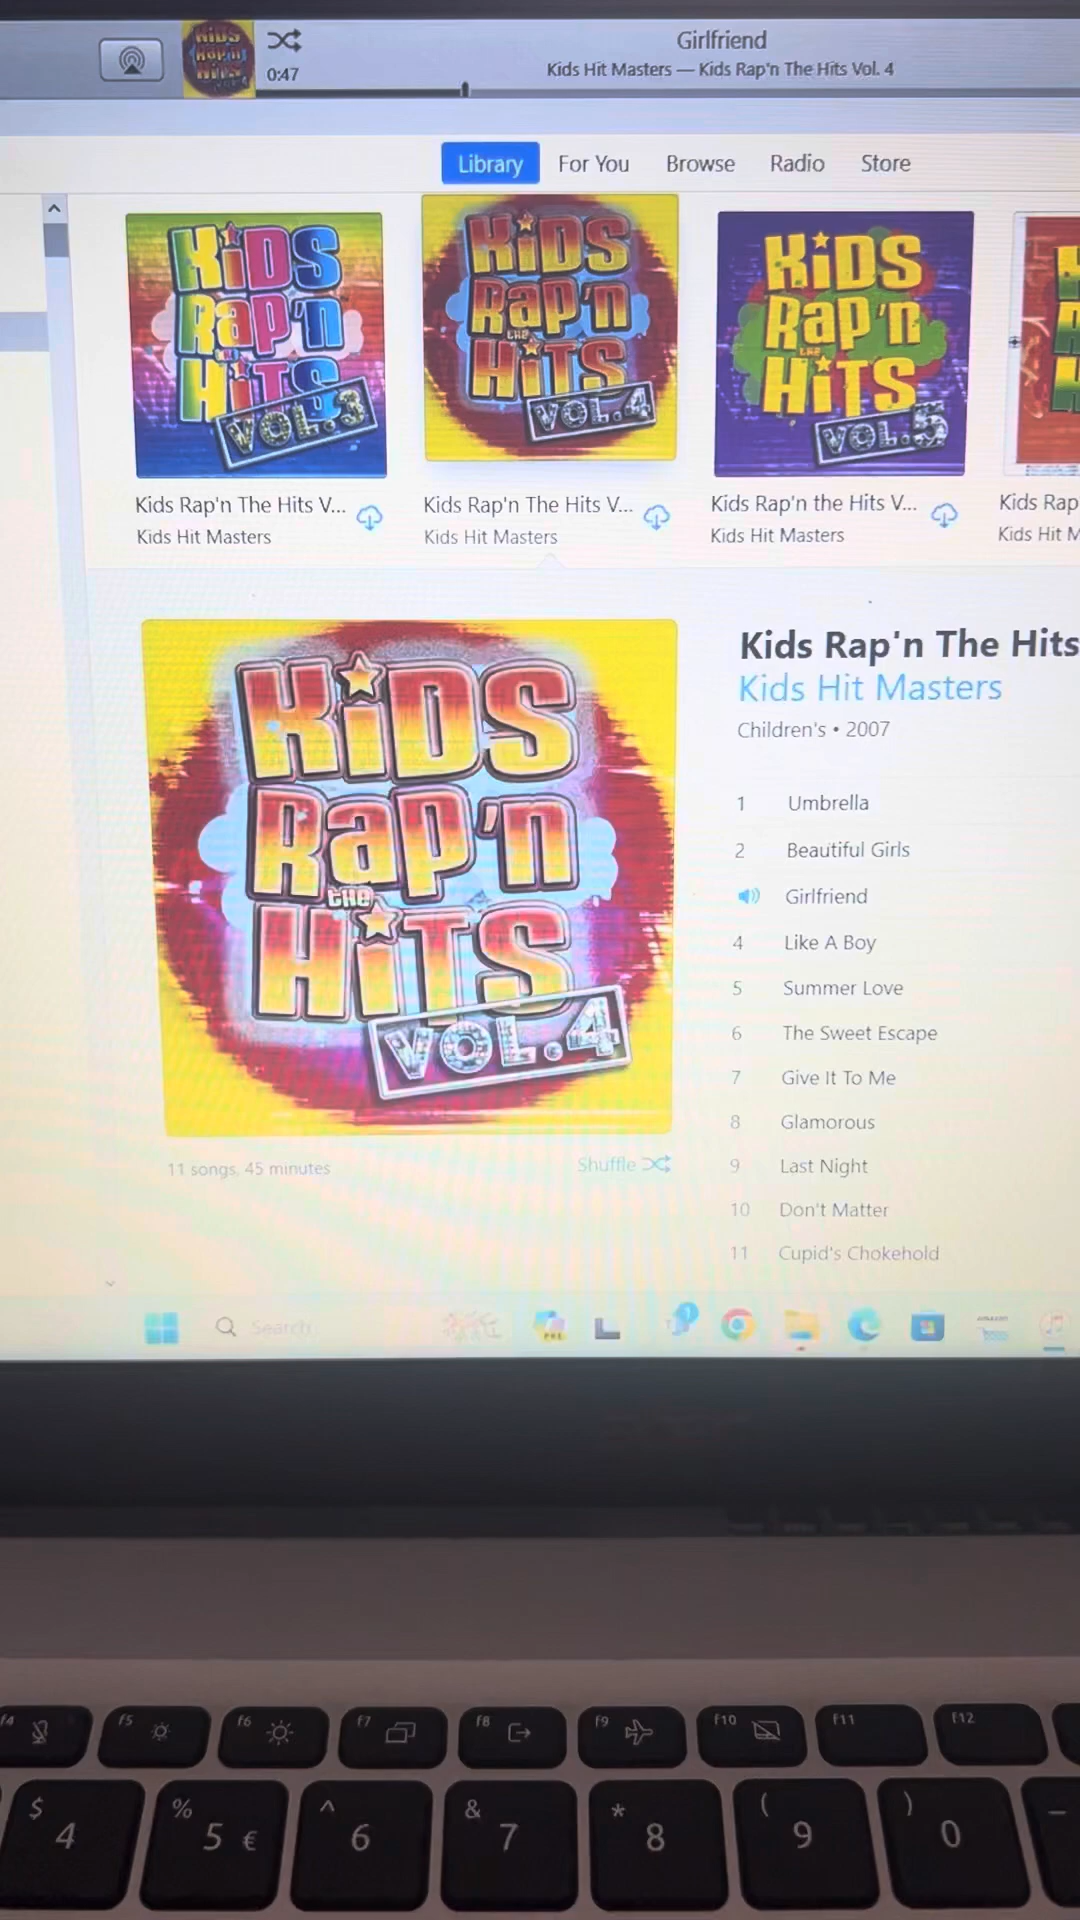 Girlfriend
0:47
Kids Hit Masters — Kids Rap'n The Hits Vol. 4
Library For You Browse Radio Store
KiDS
Rap'n
the
HiTS
VOL.3
KiDS
Rap'n
the
HiTS
VOL.4
KiDS
Rap'n
the
HiTS
VOL.5
Kids Rap'n The Hits V...
Kids Hit Masters
Kids Rap'n The Hits V...
Kids Hit Masters
Kids Rap'n the Hits V...
Kids Hit Masters
Kids Rap
Kids Hit M
KiDS
Rap'n
the
HiTS
VOL.4
11 songs, 45 minutes
Shuffle
Kids Rap'n The Hits
Kids Hit Masters
Children's • 2007
1 Umbrella
2 Beautiful Girls
Girlfriend
4 Like A Boy
5 Summer Love
6 The Sweet Escape
7 Give It To Me
8 Glamorous
9 Last Night
10 Don't Matter
11 Cupid's Chokehold
Search
PRE
1
amazon
f4 f5 f6 f7 f8 f9 f10 f11 f12
$ % ^ & * ( ) –
4 5 € 6 7 8 9 0